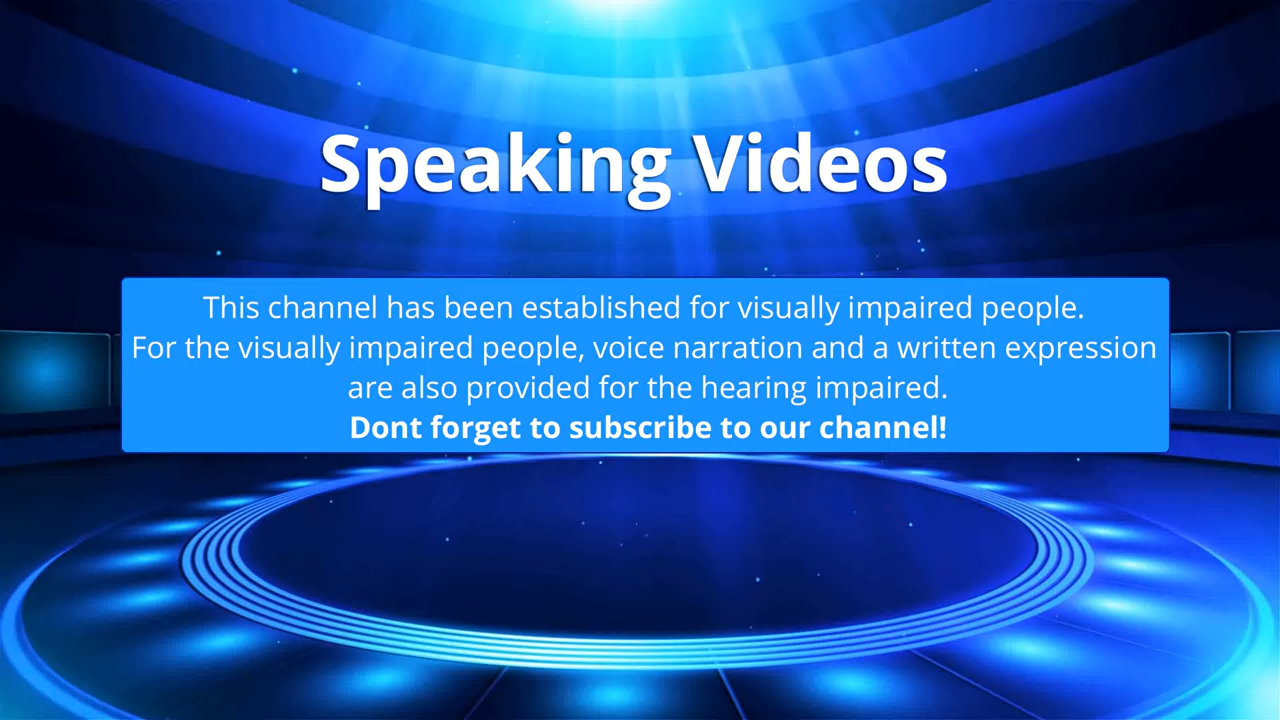 Speaking Videos
This channel has been established for visually impaired people.
For the visually impaired people, voice narration and a written expression
are also provided for the hearing impaired.
Dont forget to subscribe to our channel!